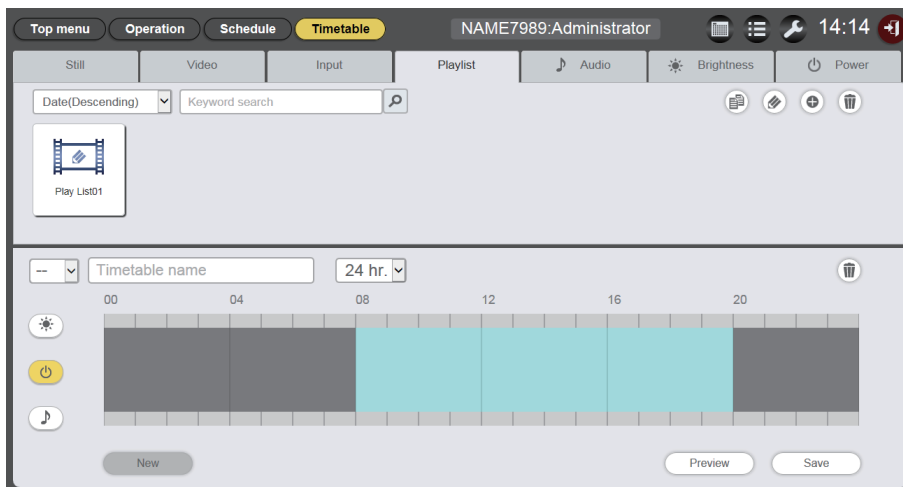 Top menu Operation Schedule Timetable NAME7989:Administrator 14:14
Still Video Input Playlist Audio Brightness Power
Date(Descending) Keyword search
Play List01
-- Timetable name 24 hr.
00 04 08 12 16 20
New Preview Save